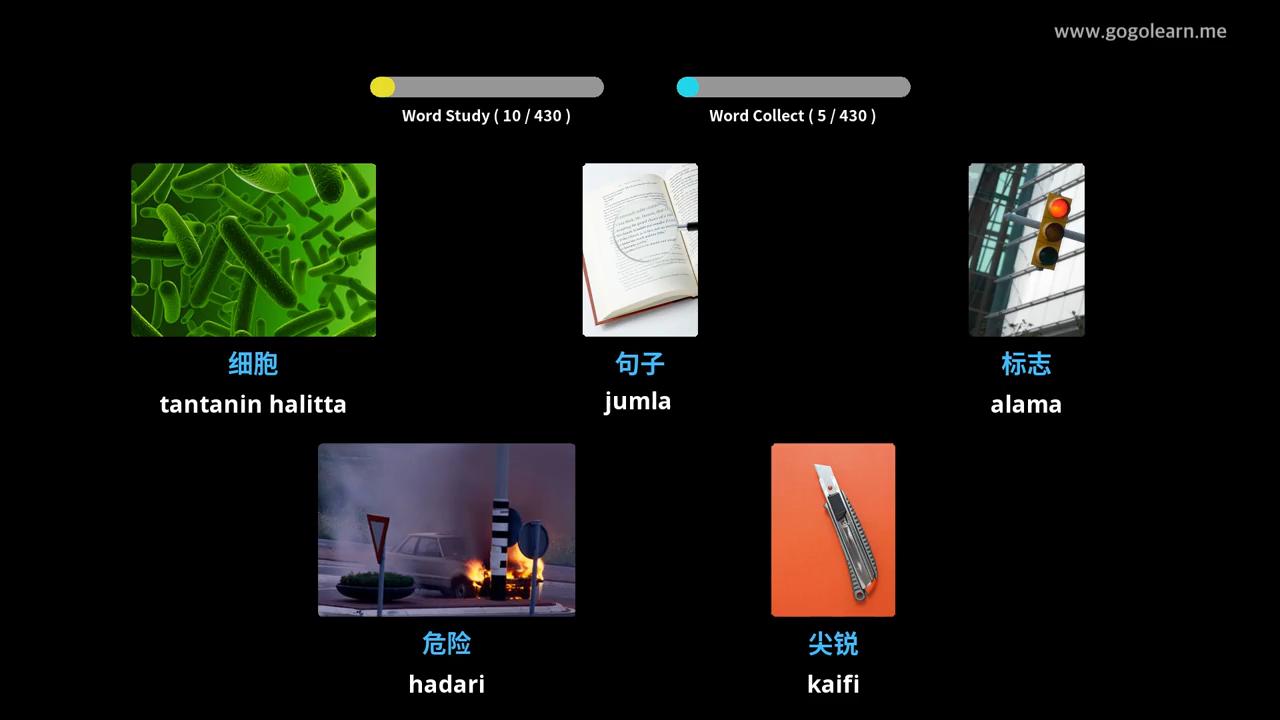 www.gogolearn.me
Word Study ( 10 / 430 )
Word Collect ( 5 / 430 )
细胞
句子
标志
tantanin halitta
jumla
alama
危险
尖锐
hadari
kaifi